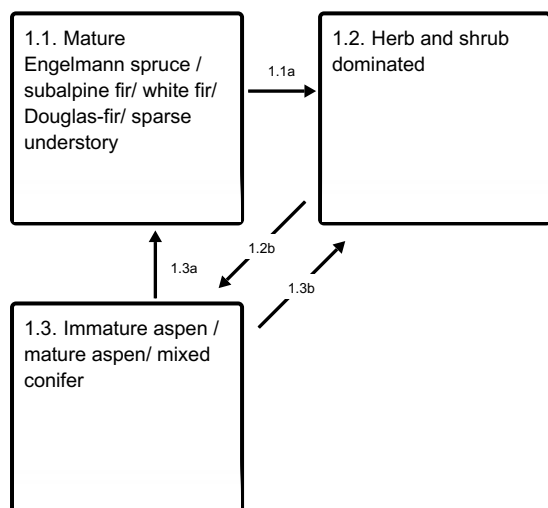 1.1. Mature
Engelmann spruce /
subalpine fir/ white fir/
Douglas-fir/ sparse
understory
1.1a
1.2. Herb and shrub
dominated
1.2b
1.3a
1.3b
1.3. Immature aspen /
mature aspen/ mixed
conifer